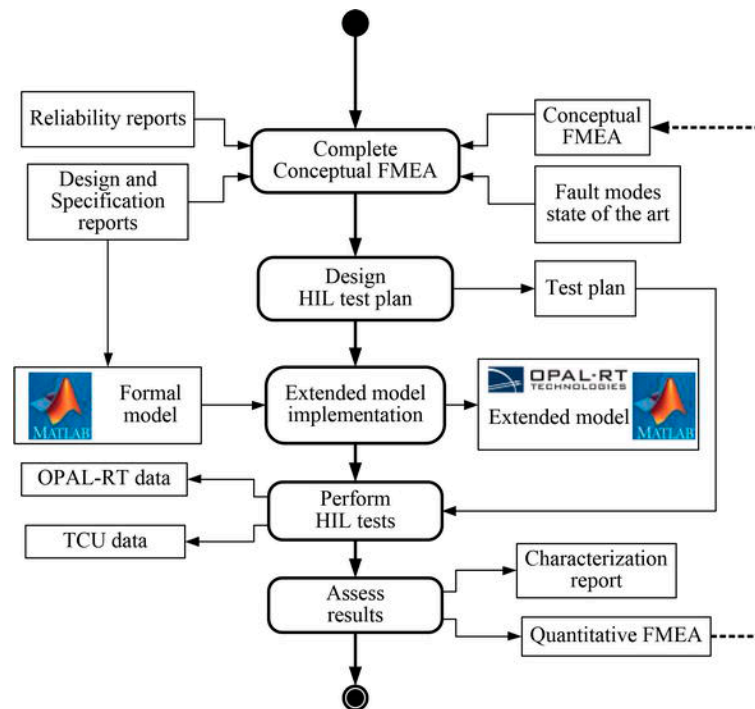 Reliability reports
Conceptual
FMEA
Complete
Conceptual FMEA
Design and
Specification
reports
Fault modes
state of the art
Design
HIL test plan
Test plan
MATLAB
Formal
model
Extended model
implementation
OPAL-RT
TECHNOLOGIES
Extended model
MATLAB
OPAL-RT data
Perform
HIL tests
TCU data
Characterization
report
Assess
results
Quantitative FMEA